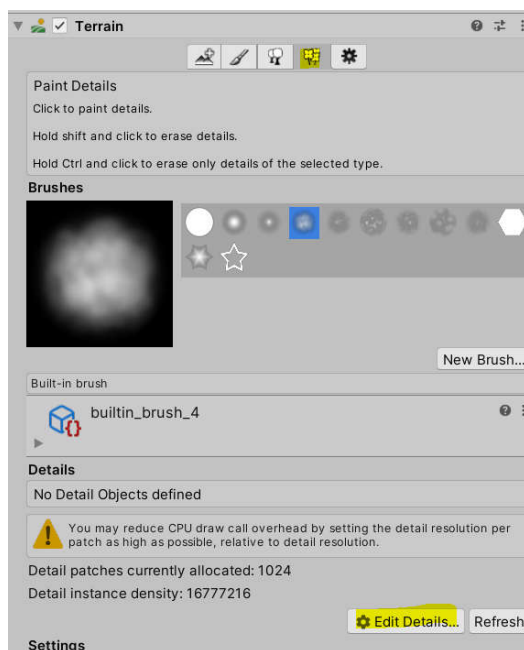 Terrain
Paint Details
Click to paint details.
Hold shift and click to erase details.
Hold Ctrl and click to erase only details of the selected type.
Brushes
New Brush...
Built-in brush
builtin_brush_4
Details
No Detail Objects defined
You may reduce CPU draw call overhead by setting the detail resolution per
patch as high as possible, relative to detail resolution.
Detail patches currently allocated: 1024
Detail instance density: 16777216
Edit Details... Refresh
Settings